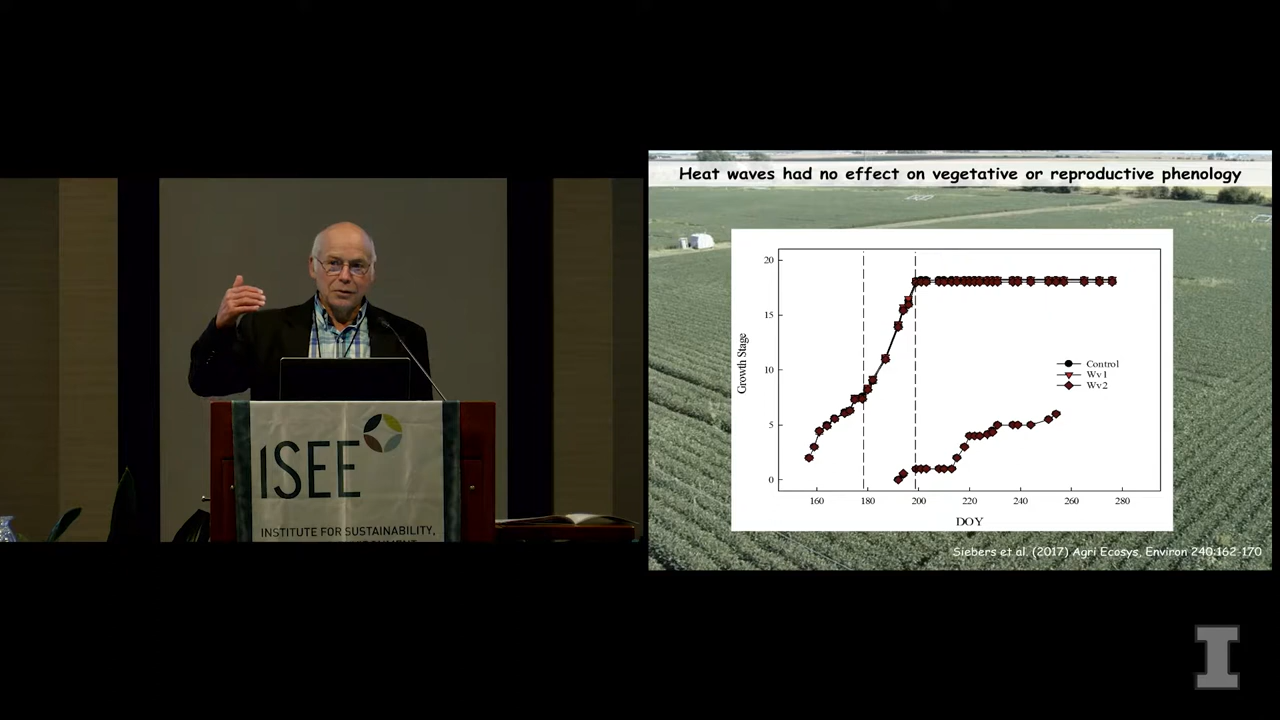 ISEE
INSTITUTE FOR SUSTAINABILITY,
Heat waves had no effect on vegetative or reproductive phenology
20
15
10
5
0
Growth Stage
Control
Wv1
Wv2
160 180 200 220 240 260 280
DOY
Siebers et al. (2017) Agri Ecosys, Environ 240:162-170
I